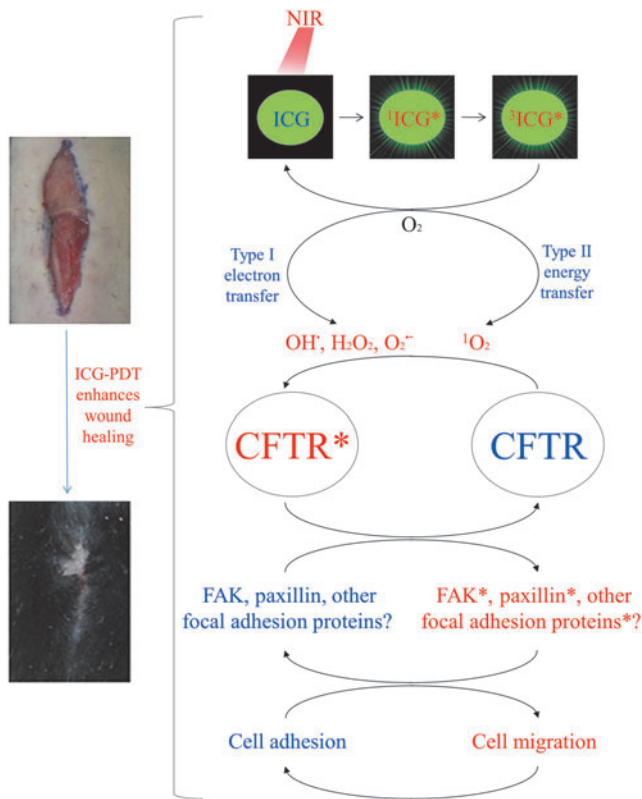 NIR
ICG
¹ICG*
³ICG*
O₂
Type I
electron
transfer
Type II
energy
transfer
OH·, H₂O₂, O₂·⁻
¹O₂
ICG-PDT
enhances
wound
healing
CFTR*
CFTR
FAK, paxillin, other
focal adhesion proteins?
FAK*, paxillin*, other
focal adhesion proteins*?
Cell adhesion
Cell migration